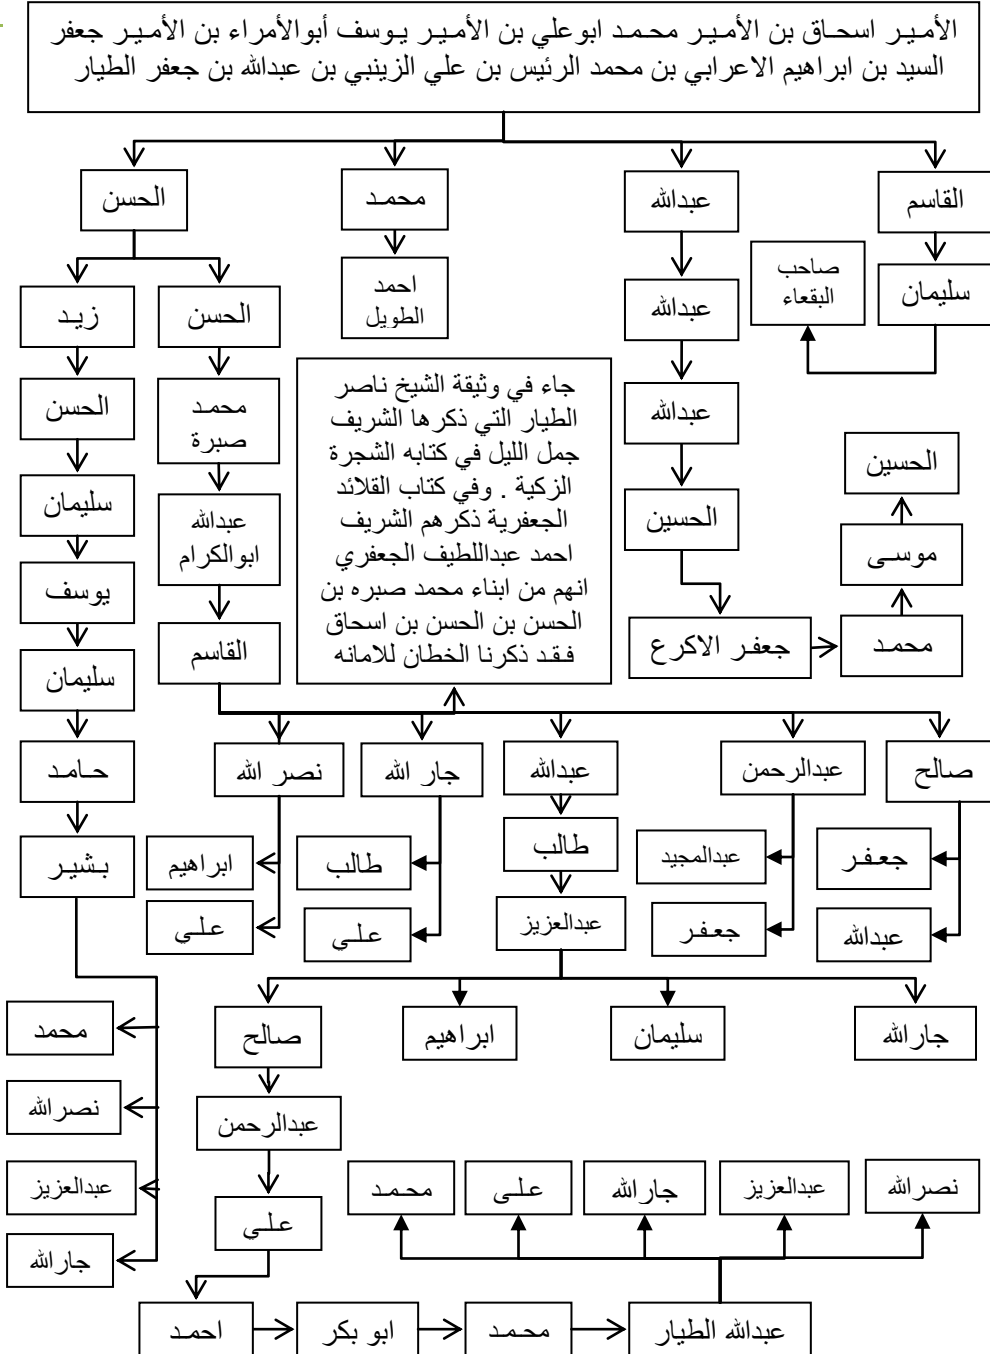 الأمير اسحاق بن الأمير محمد ابوعلي بن الأمير يوسف أبوالأمراء بن الأمير جعفر
السيد بن ابراهيم الاعرابي بن محمد الرئيس بن علي الزينبي بن عبدالله بن جعفر الطيار
القاسم
عبدالله
محمد
الحسن
سليمان
صاحب
البقعاء
عبدالله
احمد
الطويل
الحسن
زيد
عبدالله
محمد
صبرة
الحسن
جاء في وثيقة الشيخ ناصر
الطيار التي ذكرها الشريف
جمل الليل في كتابه الشجرة
الزكية . وفي كتاب القلائد
الجعفرية ذكرهم الشريف
احمد عبداللطيف الجعفري
انهم من ابناء محمد صبره بن
الحسن بن الحسن بن اسحاق
فقد ذكرنا الخطان للامانه
الحسين
الحسين
سليمان
عبدالله
ابوالكرام
موسى
يوسف
محمد
جعفر الاكرع
القاسم
سليمان
صالح
عبدالرحمن
عبدالله
جار الله
نصر الله
حامد
جعفر
عبدالمجيد
طالب
طالب
ابراهيم
بشير
عبدالله
جعفر
عبدالعزيز
علي
علي
جارالله
سليمان
ابراهيم
صالح
محمد
عبدالرحمن
نصرالله
نصرالله
عبدالعزيز
جارالله
علي
محمد
عبدالعزيز
علي
جارالله
عبدالله الطيار
محمد
ابو بكر
احمد